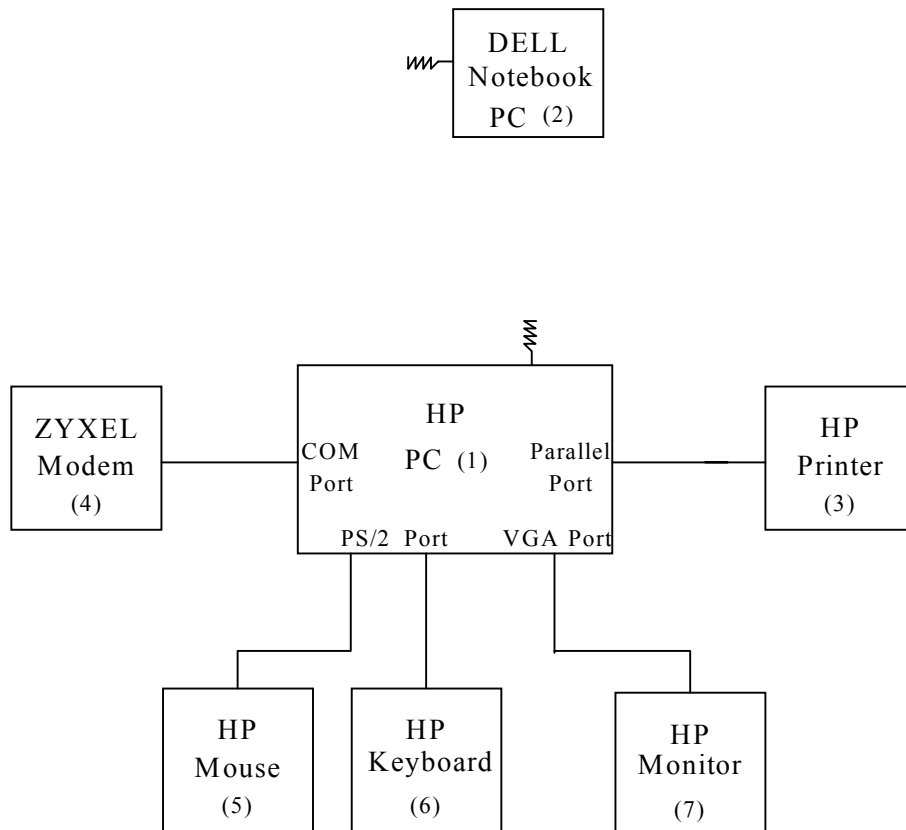 DELL
Notebook
PC (2)
HP
PC (1)
COM
Port
Parallel
Port
PS/2 Port
VGA Port
ZYXEL
Modem
(4)
HP
Printer
(3)
HP
Mouse
(5)
HP
Keyboard
(6)
HP
Monitor
(7)